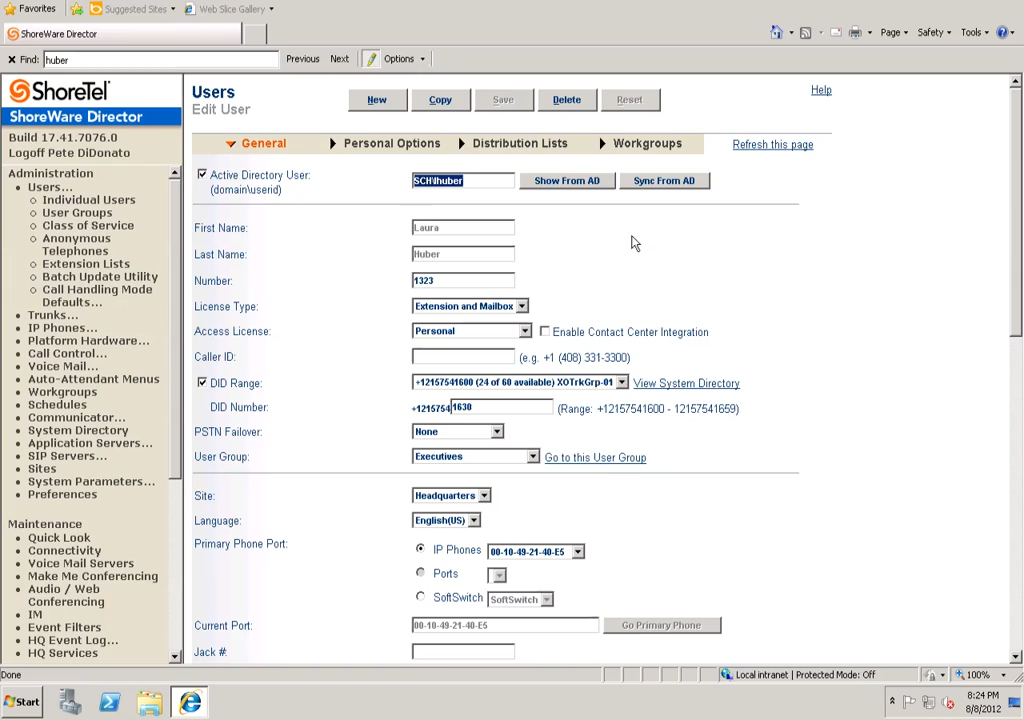 Favorites Suggested Sites Web Slice Gallery
ShoreWare Director Page Safety Tools
Find: huber Previous Next Options
ShoreTel
ShoreWare Director
Build 17.41.7076.0
Logoff Pete DiDonato
Administration
Users...
Individual Users
User Groups
Class of Service
Anonymous
Telephones
Extension Lists
Batch Update Utility
Call Handling Mode
Defaults...
Trunks...
IP Phones...
Platform Hardware...
Call Control...
Voice Mail...
Auto-Attendant Menus
Workgroups
Schedules
Communicator...
System Directory
Application Servers...
SIP Servers...
Sites
System Parameters...
Preferences
Maintenance
Quick Look
Connectivity
Voice Mail Servers
Make Me Conferencing
Audio / Web
Conferencing
IM
Event Filters
HQ Event Log...
HQ Services
Users
Edit User
New Copy Save Delete Reset Help
General Personal Options Distribution Lists Workgroups Refresh this page
Active Directory User: SCH\lhuber Show From AD Sync From AD
(domain\userid)
First Name: Laura
Last Name: Huber
Number: 1323
License Type: Extension and Mailbox
Access License: Personal Enable Contact Center Integration
Caller ID: (e.g. +1 (408) 331-3300)
DID Range: +12157541600 (24 of 60 available) XOTrkGrp-01 View System Directory
DID Number: +1215754 1630 (Range: +12157541600 - 12157541659)
PSTN Failover: None
User Group: Executives Go to this User Group
Site: Headquarters
Language: English(US)
Primary Phone Port: IP Phones 00-10-49-21-40-E5
Ports
SoftSwitch SoftSwitch
Current Port: 00-10-49-21-40-E5 Go Primary Phone
Jack #:
Done Local intranet | Protected Mode: Off 100%
Start 8:24 PM
8/8/2012